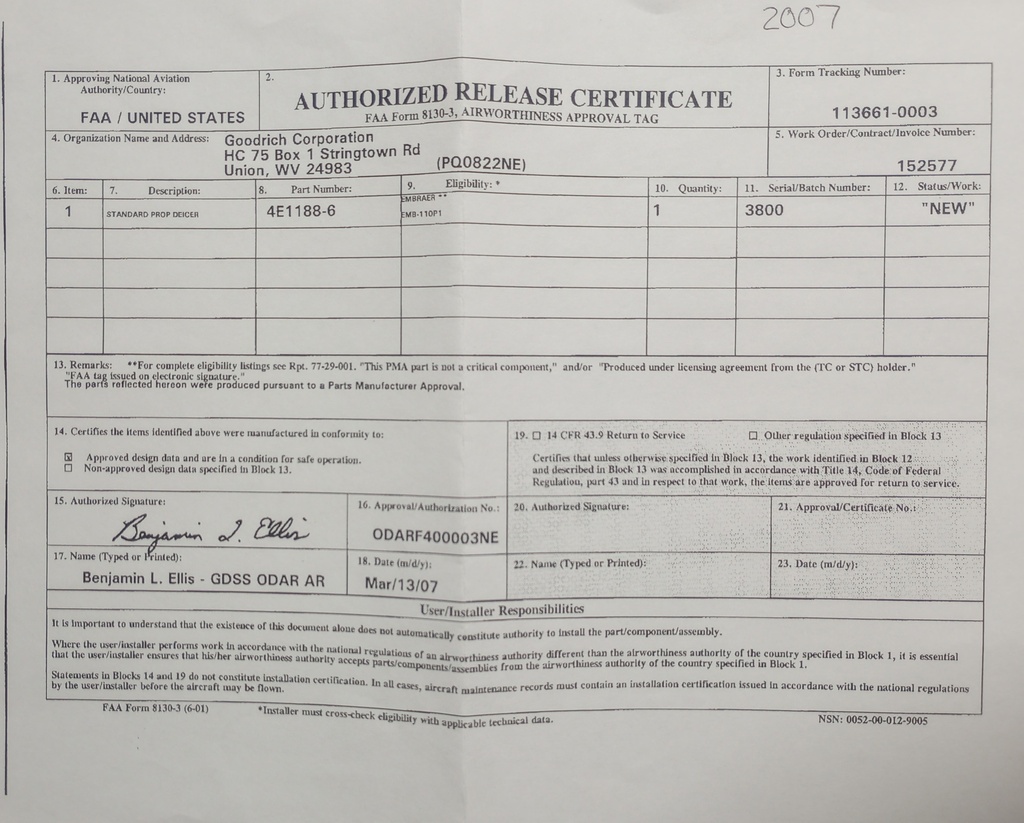 2007
1. Approving National Aviation
Authority/Country:
FAA / UNITED STATES
2.
AUTHORIZED RELEASE CERTIFICATE
FAA Form 8130-3, AIRWORTHINESS APPROVAL TAG
3. Form Tracking Number:
113661-0003
4. Organization Name and Address: Goodrich Corporation
HC 75 Box 1 Stringtown Rd
Union, WV 24983 (PQ0822NE)
5. Work Order/Contract/Invoice Number:
152577
6. Item: 7. Description: 8. Part Number: 9. Eligibility: * 10. Quantity: 11. Serial/Batch Number: 12. Status/Work:
EMBRAER **
1 STANDARD PROP DEICER 4E1188-6 EMB-110P1 1 3800 "NEW"
13. Remarks: **For complete eligibility listings see Rpt. 77-29-001. "This PMA part is not a critical component," and/or "Produced under licensing agreement from the (TC or STC) holder."
"FAA tag issued on electronic signature."
The parts reflected hereon were produced pursuant to a Parts Manufacturer Approval.
14. Certifies the items identified above were manufactured in conformity to:
☒ Approved design data and are in a condition for safe operation.
☐ Non-approved design data specified in Block 13.
19. ☐ 14 CFR 43.9 Return to Service ☐ Other regulation specified in Block 13
Certifies that unless otherwise specified in Block 13, the work identified in Block 12
and described in Block 13 was accomplished in accordance with Title 14, Code of Federal
Regulation, part 43 and in respect to that work, the items are approved for return to service.
15. Authorized Signature:
Benjamin L. Ellis
16. Approval/Authorization No.:
ODARF400003NE
20. Authorized Signature:
21. Approval/Certificate No.:
17. Name (Typed or Printed):
Benjamin L. Ellis - GDSS ODAR AR
18. Date (m/d/y):
Mar/13/07
22. Name (Typed or Printed):
23. Date (m/d/y):
User/Installer Responsibilities
It is important to understand that the existence of this document alone does not automatically constitute authority to install the part/component/assembly.
Where the user/installer performs work in accordance with the national regulations of an airworthiness authority different than the airworthiness authority of the country specified in Block 1, it is essential
that the user/installer ensures that his/her airworthiness authority accepts parts/components/assemblies from the airworthiness authority of the country specified in Block 1.
Statements in Blocks 14 and 19 do not constitute installation certification. In all cases, aircraft maintenance records must contain an installation certification issued in accordance with the national regulations
by the user/installer before the aircraft may be flown.
FAA Form 8130-3 (6-01) *Installer must cross-check eligibility with applicable technical data. NSN: 0052-00-012-9005